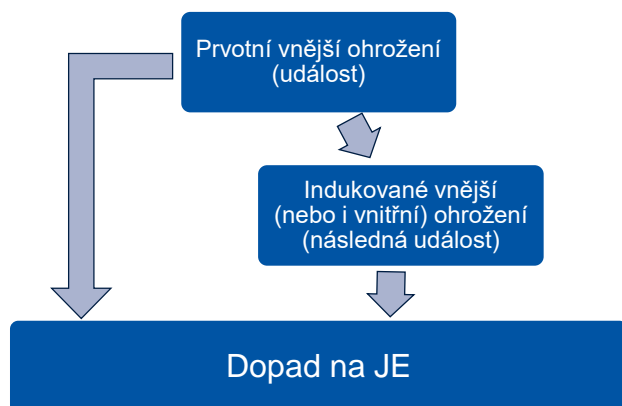 Prvotní vnější ohrožení
(událost)
Indukované vnější
(nebo i vnitřní) ohrožení
(následná událost)
Dopad na JE